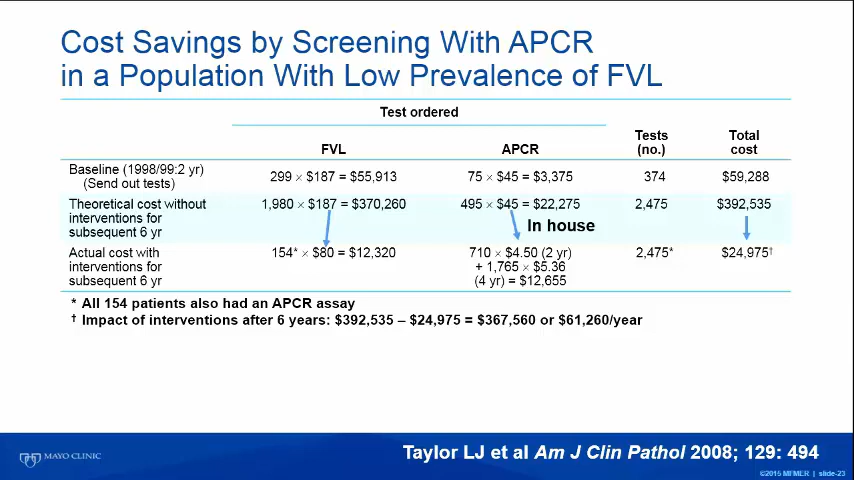 Cost Savings by Screening With APCR
in a Population With Low Prevalence of FVL
Test ordered
FVL APCR Tests (no.) Total cost
Baseline (1998/99:2 yr) (Send out tests) 299 × $187 = $55,913 75 × $45 = $3,375 374 $59,288
Theoretical cost without interventions for subsequent 6 yr 1,980 × $187 = $370,260 495 × $45 = $22,275 2,475 $392,535
In house
Actual cost with interventions for subsequent 6 yr 154* × $80 = $12,320 710 × $4.50 (2 yr) + 1,765 × $5.36 (4 yr) = $12,655 2,475* $24,975†
* All 154 patients also had an APCR assay
† Impact of interventions after 6 years: $392,535 – $24,975 = $367,560 or $61,260/year
Taylor LJ et al Am J Clin Pathol 2008; 129: 494
MAYO CLINIC
©2015 MFMER | slide-23